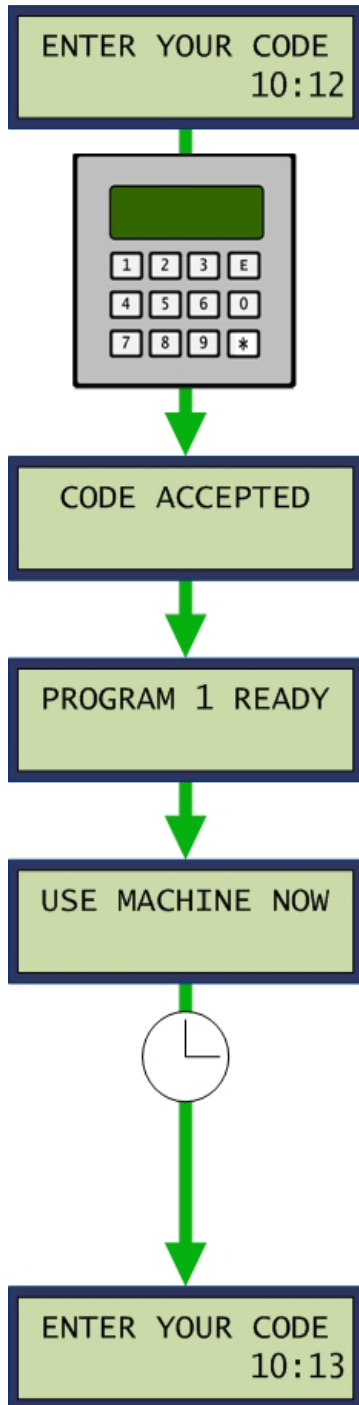 ENTER YOUR CODE
10:12
1 2 3 E
4 5 6 0
7 8 9 *
CODE ACCEPTED
PROGRAM 1 READY
USE MACHINE NOW
ENTER YOUR CODE
10:13